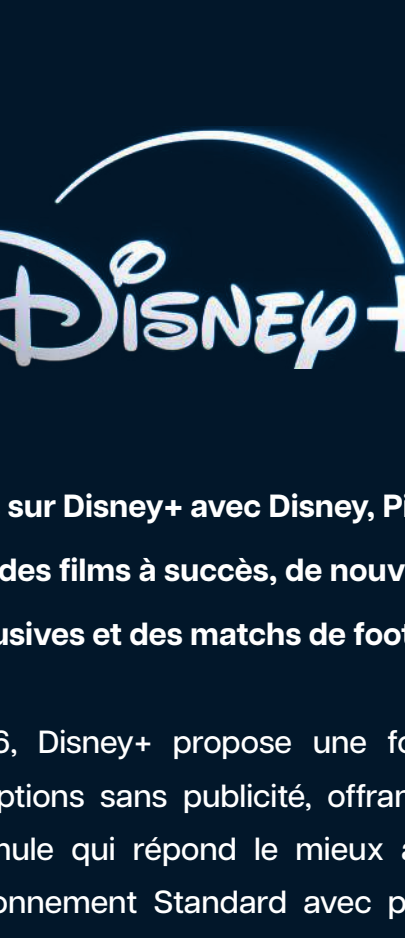 Disney+
sur Disney+ avec Disney, Pi
des films à succès, de nouv
usives et des matchs de foot
6, Disney+ propose une fo
ptions sans publicité, offran
mule qui répond le mieux a
onnement Standard avec p